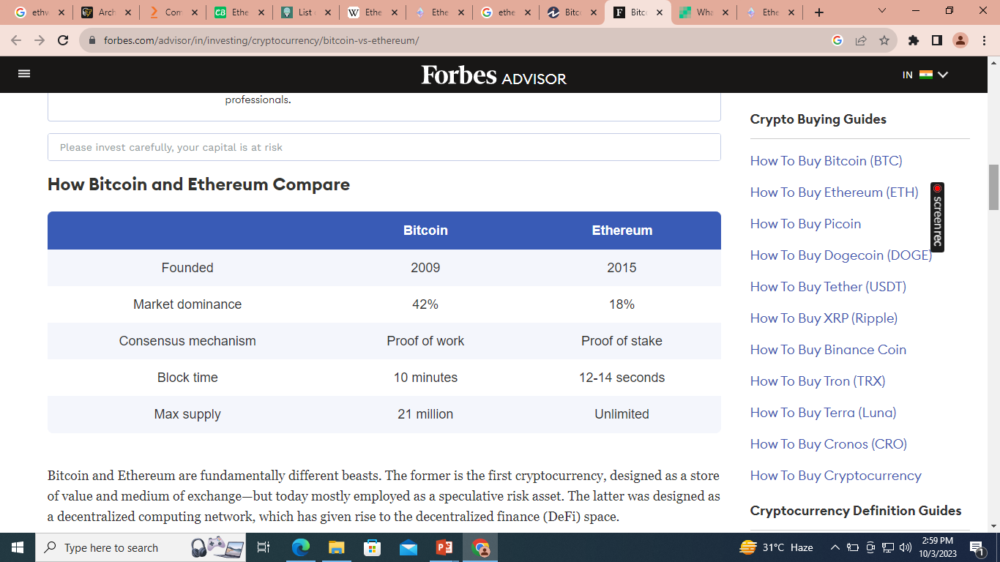 ethv
Arch
Com
CB Ethe
List
W Ethe
Ethe
G ethe
Bitc
F Bitc
Wha
Ethe
forbes.com/advisor/in/investing/cryptocurrency/bitcoin-vs-ethereum/
Forbes ADVISOR
IN
professionals.
Please invest carefully, your capital is at risk
How Bitcoin and Ethereum Compare
Bitcoin Ethereum
Founded 2009 2015
Market dominance 42% 18%
Consensus mechanism Proof of work Proof of stake
Block time 10 minutes 12-14 seconds
Max supply 21 million Unlimited
Bitcoin and Ethereum are fundamentally different beasts. The former is the first cryptocurrency, designed as a store
of value and medium of exchange—but today mostly employed as a speculative risk asset. The latter was designed as
a decentralized computing network, which has given rise to the decentralized finance (DeFi) space.
Crypto Buying Guides
How To Buy Bitcoin (BTC)
How To Buy Ethereum (ETH)
How To Buy Picoin
How To Buy Dogecoin (DOGE)
How To Buy Tether (USDT)
How To Buy XRP (Ripple)
How To Buy Binance Coin
How To Buy Tron (TRX)
How To Buy Terra (Luna)
How To Buy Cronos (CRO)
How To Buy Cryptocurrency
Cryptocurrency Definition Guides
screenrec
Type here to search
31°C Haze
2:59 PM
10/3/2023
1